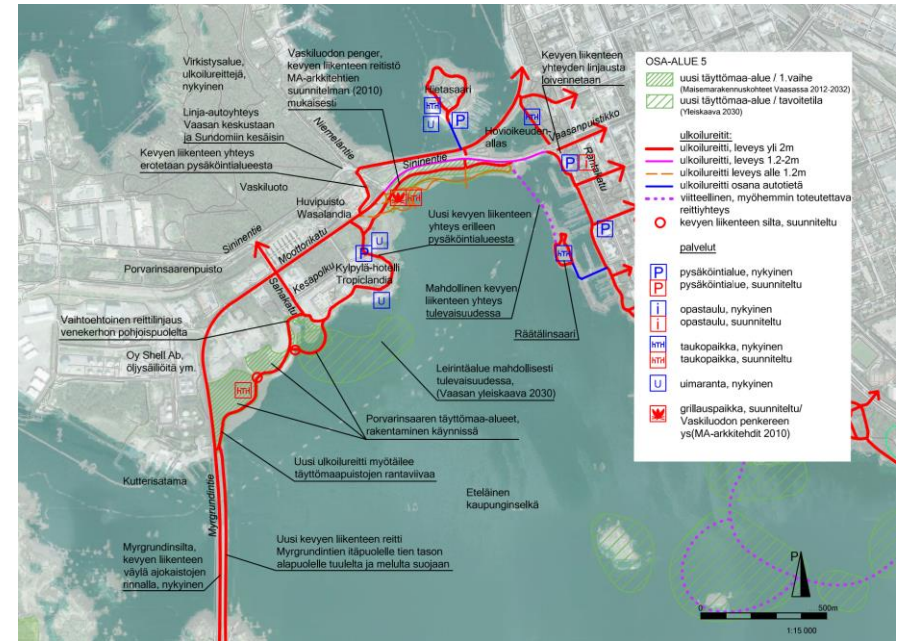 Virkistysalue,
ulkoilureittejä,
nykyinen
Linja-autoyhteys
Vaasan keskustaan
ja Sundomiin kesäisin
Kevyen liikenteen yhteys
erotetaan pysäköintialueesta
Vaskiluodon penger,
kevyen liikenteen reitistö
MA-arkkitehtien
suunnitelman (2010)
mukaisesti
Niemeläntie
Hietasaari
hTH
P
U
Kevyen liikenteen
yhteyden linjausta
loivennetaan
hTH
Hovioikeuden-
allas
Vaasanpuistikko
Rantakatu
P
i
P
Sininentie
Vaskiluoto
Huvipuisto
Wasalandia
hTH
Sininentie
Moottorikatu
Porvarinsaarenpuisto
Kesäpolku
Sahakatu
Uusi kevyen liikenteen
yhteys erilleen
pysäköintialueesta
U
P
Kylpylä-hotelli
Tropiclandia
U
Mahdollinen kevyen
liikenteen yhteys
tulevaisuudessa
hTH
Räätälinsaari
Vaihtoehtoinen reittilinjaus
venekerhon pohjoispuolelta
Oy Shell Ab,
öljysäiliöitä ym.
hTH
Leirintäalue mahdollisesti
tulevaisuudessa,
(Vaasan yleiskaava 2030)
Porvarinsaaren täyttömaa-alueet,
rakentaminen käynnissä
Uusi ulkoilureitti myötäilee
täyttömaapuistojen rantaviivaa
Kutterisatama
Myrgrundintie
Eteläinen
kaupunginselkä
Myrgrundinsilta,
kevyen liikenteen
väylä ajokaistojen
rinnalla, nykyinen
Uusi kevyen liikenteen reitti
Myrgrundintien itäpuolelle tien tason
alapuolelle tuulelta ja melulta suojaan
OSA-ALUE 5
uusi täyttömaa-alue / 1.vaihe
(Maisemarakennuskohteet Vaasassa 2012-2032)
uusi täyttömaa-alue / tavoitetila
(Yleiskaava 2030)
ulkoilureitit:
ulkoilureitti, leveys yli 2m
ulkoilureitti, leveys 1.2-2m
ulkoilureitti leveys alle 1.2m
ulkoilureitti osana autotietä
viitteellinen, myöhemmin toteutettava
reittiyhteys
kevyen liikenteen silta, suunniteltu
palvelut
P pysäköintialue, nykyinen
P pysäköintialue, suunniteltu
i opastaulu, nykyinen
i opastaulu, suunniteltu
hTH taukopaikka, nykyinen
hTH taukopaikka, suunniteltu
U uimaranta, nykyinen
grillauspaikka, suunniteltu/
Vaskiluodon penkereen
ys(MA-arkkitehdit 2010)
P
0 500m
1:15 000